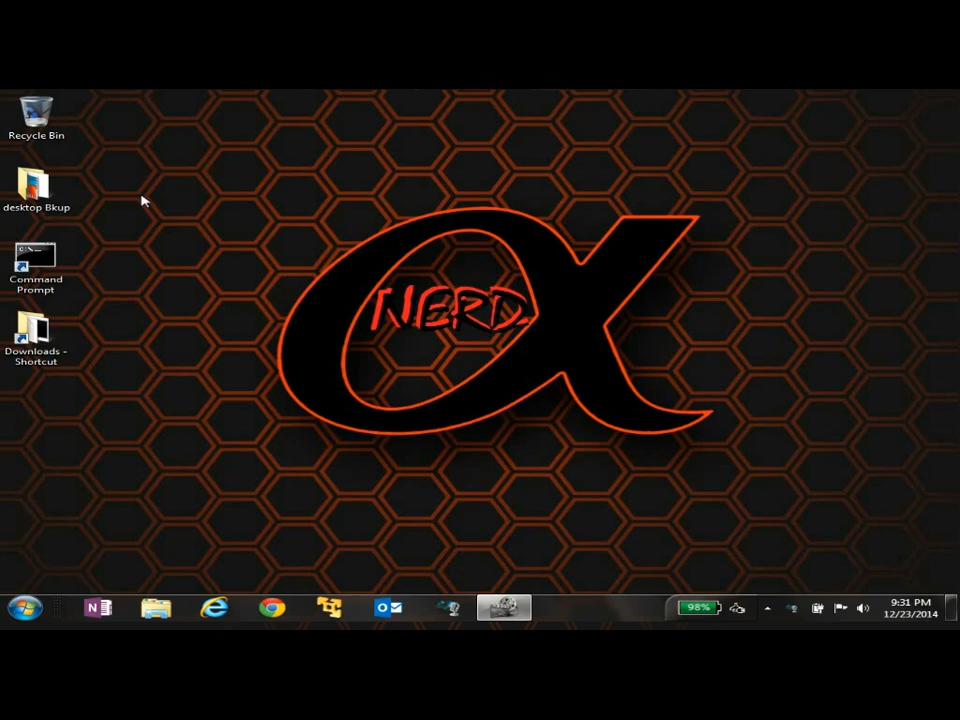 Recycle Bin
desktop Bkup
Command
Prompt
Downloads -
Shortcut
NERD
98%
9:31 PM
12/23/2014